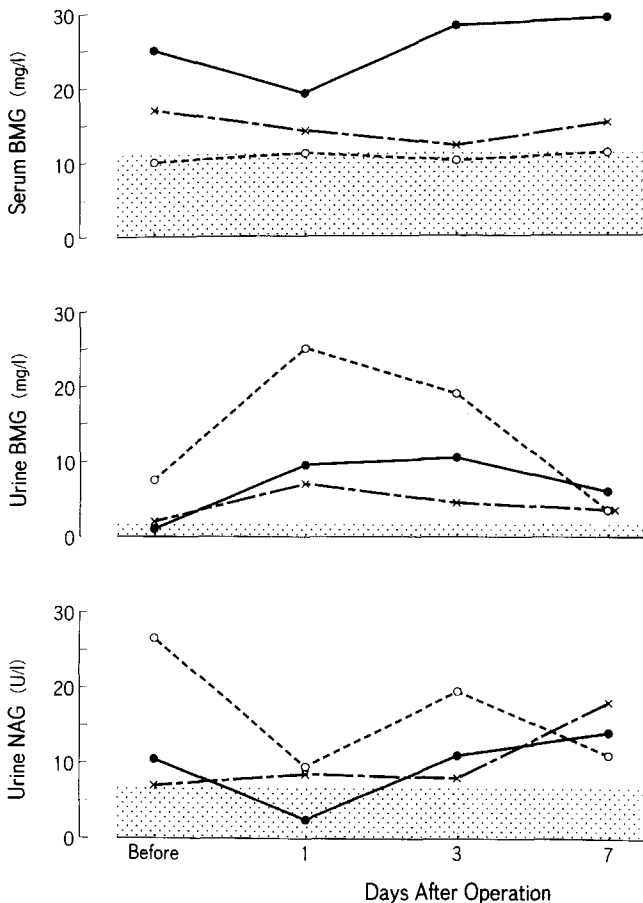 30
20
10
0
Serum BMG (mg/l)
30
20
10
0
Urine BMG (mg/l)
30
20
10
0
Urine NAG (U/l)
Before 1 3 7
Days After Operation